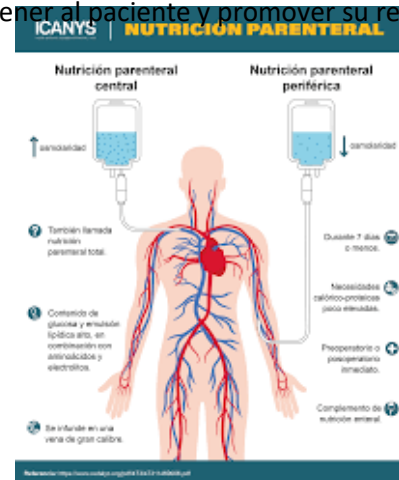 ener al paciente y promover su re
ICANYS | NUTRICIÓN PARENTERAL
Nutrición parenteral
central
Nutrición parenteral
periférica
osmolaridad
osmolaridad
También llamada
nutrición
parenteral total.
Contenido de
glucosa y emulsión
lipídica alto, en
combinación con
aminoácidos y
electrolitos.
Se infunde en una
vena de gran calibre.
Durante 7 días
o menos.
Necesidades
calórico-proteicas
poco elevadas.
Preoperatorio o
posoperatorio
inmediato.
Complemento de
nutrición enteral.
Referencia: